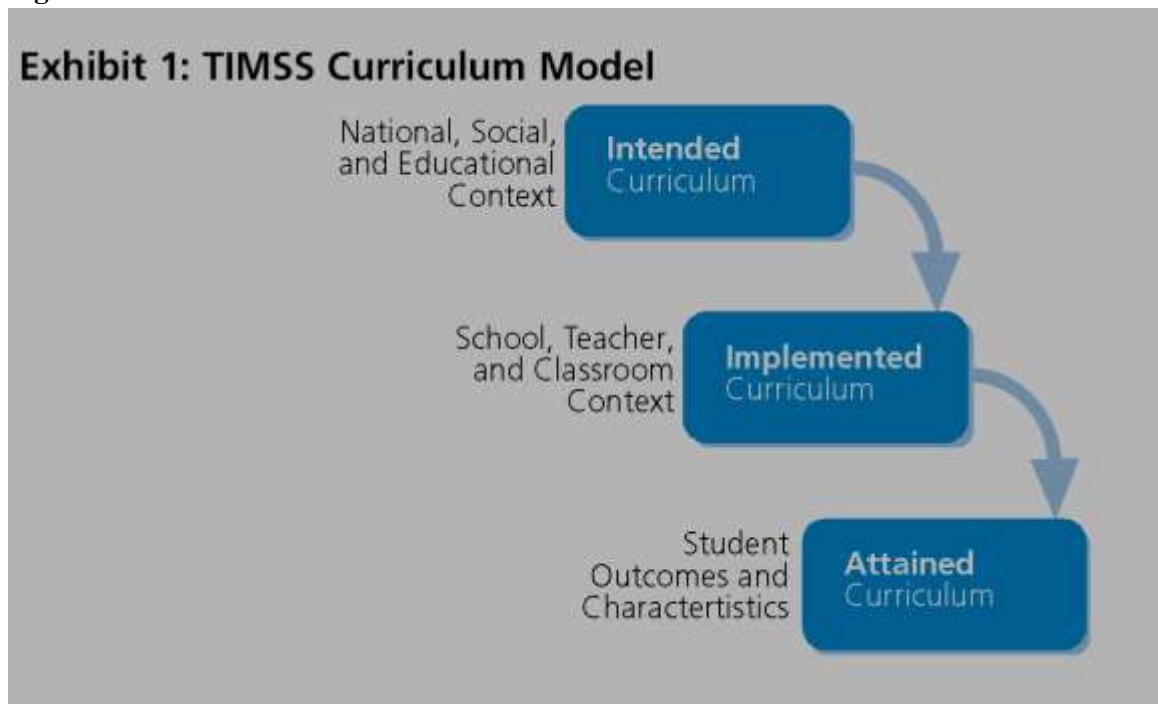 Exhibit 1: TIMSS Curriculum Model
National, Social,
and Educational
Context
Intended
Curriculum
School, Teacher,
and Classroom
Context
Implemented
Curriculum
Student
Outcomes and
Charactertistics
Attained
Curriculum